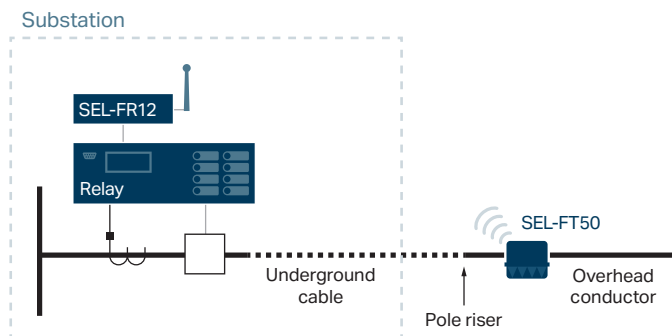 Substation
SEL-FR12
Relay
SEL-FT50
Underground
cable
Overhead
conductor
Pole riser